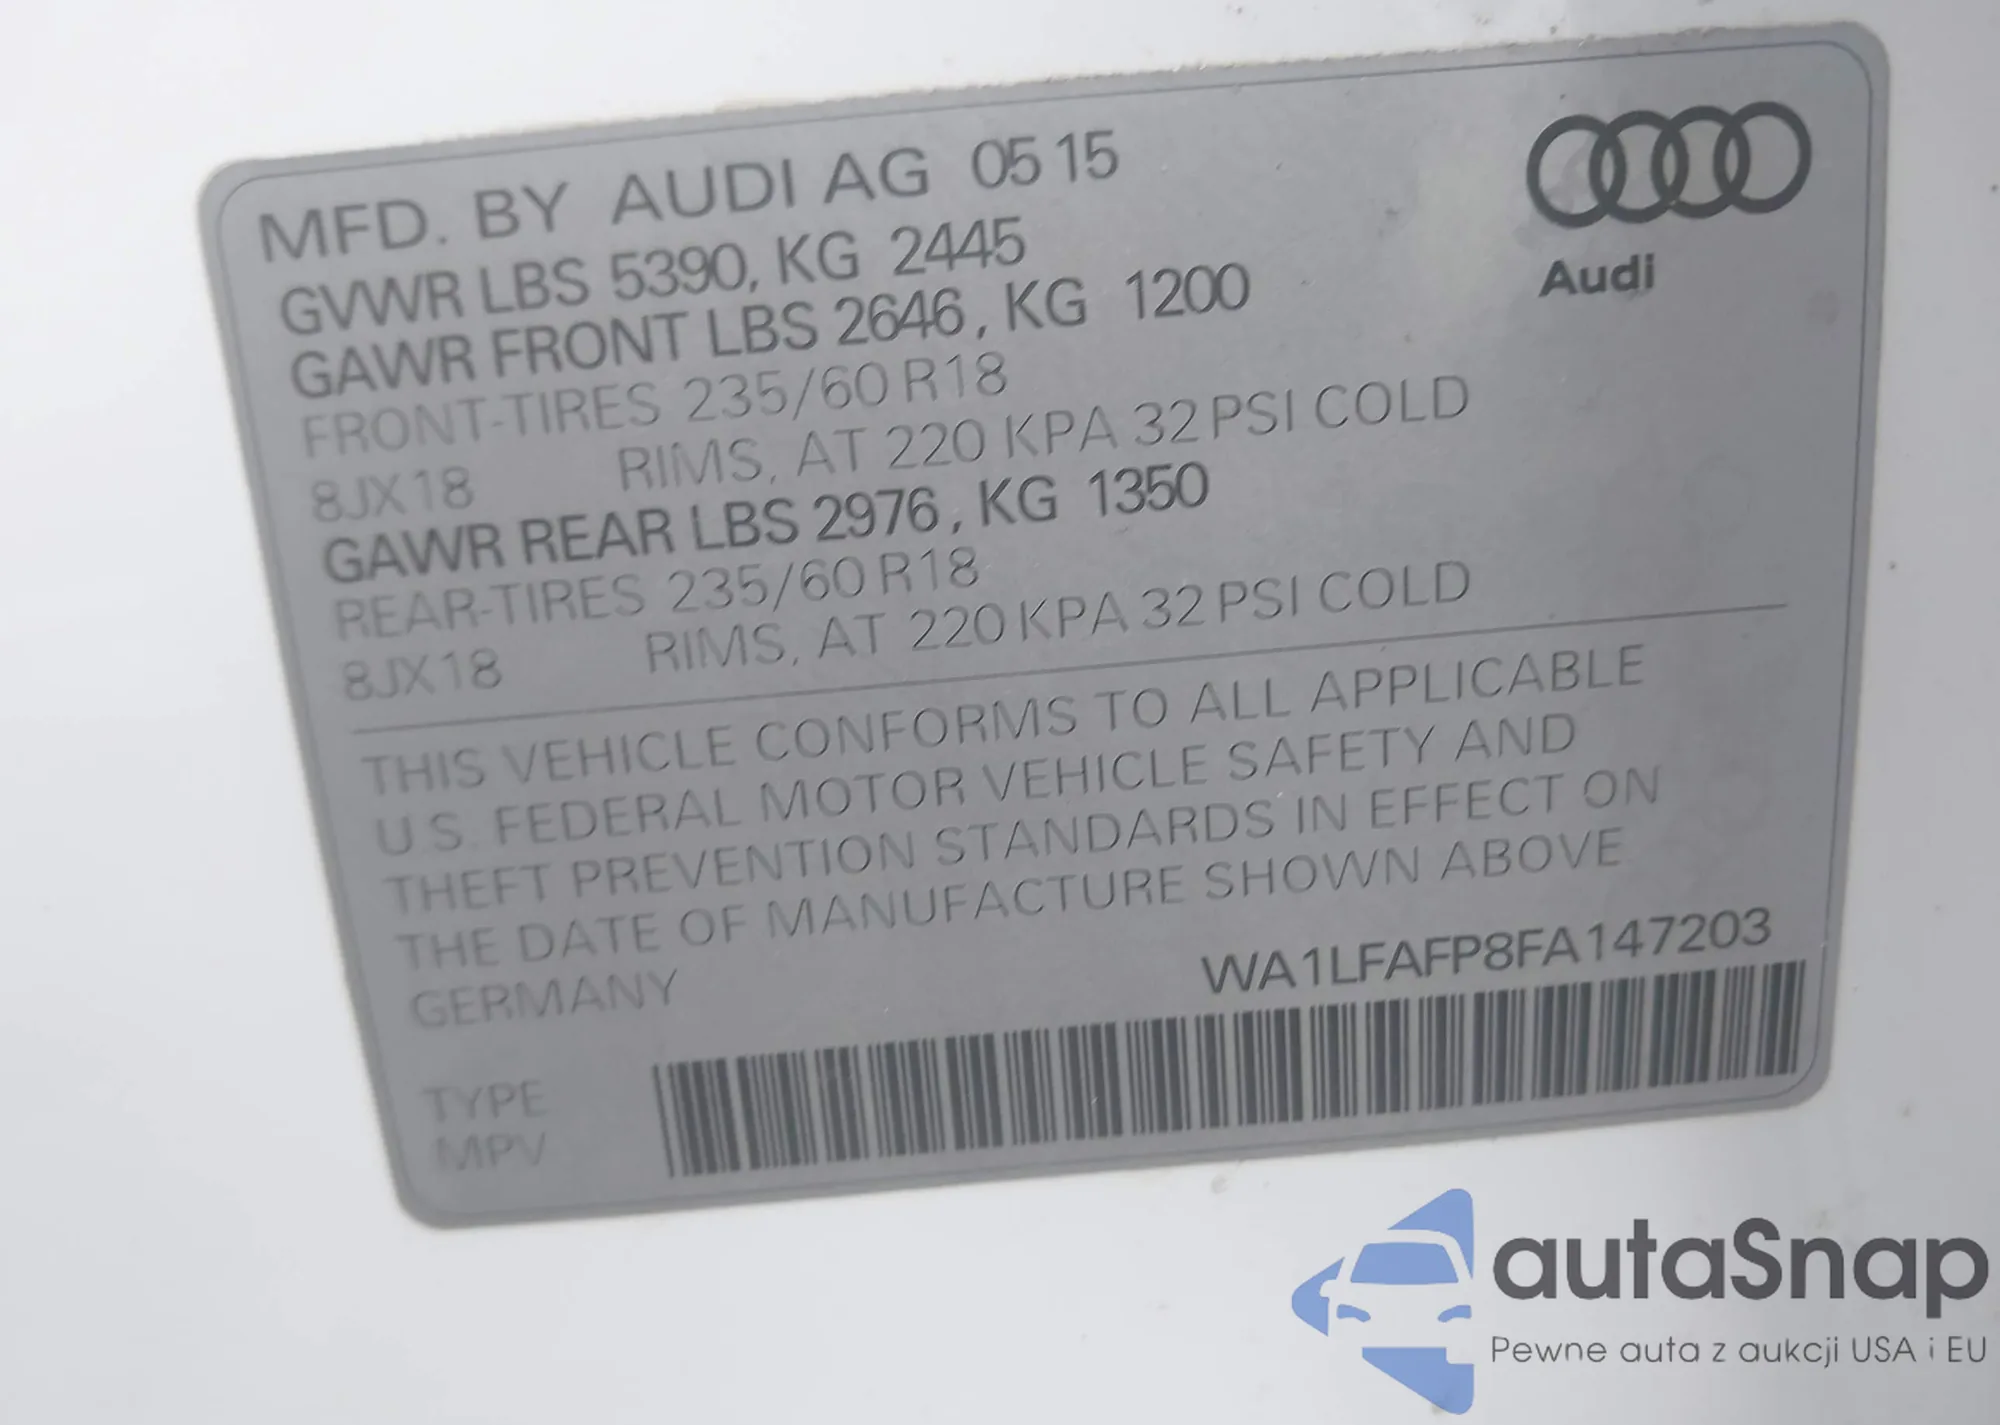 MFD. BY AUDI AG 05 15
GVWR LBS 5390, KG 2445
GAWR FRONT LBS 2646, KG 1200
FRONT-TIRES 235/60 R18
8JX18 RIMS, AT 220 KPA 32 PSI COLD
GAWR REAR LBS 2976, KG 1350
REAR-TIRES 235/60 R18
8JX18 RIMS, AT 220 KPA 32 PSI COLD
Audi
THIS VEHICLE CONFORMS TO ALL APPLICABLE
U.S. FEDERAL MOTOR VEHICLE SAFETY AND
THEFT PREVENTION STANDARDS IN EFFECT ON
THE DATE OF MANUFACTURE SHOWN ABOVE
GERMANY
WA1LFAFP8FA147203
TYPE
MPV
autaSnap
Pewne auta z aukcji USA i EU